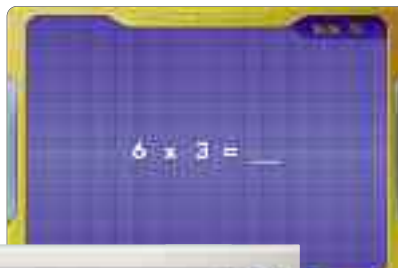 6 x 3 = __